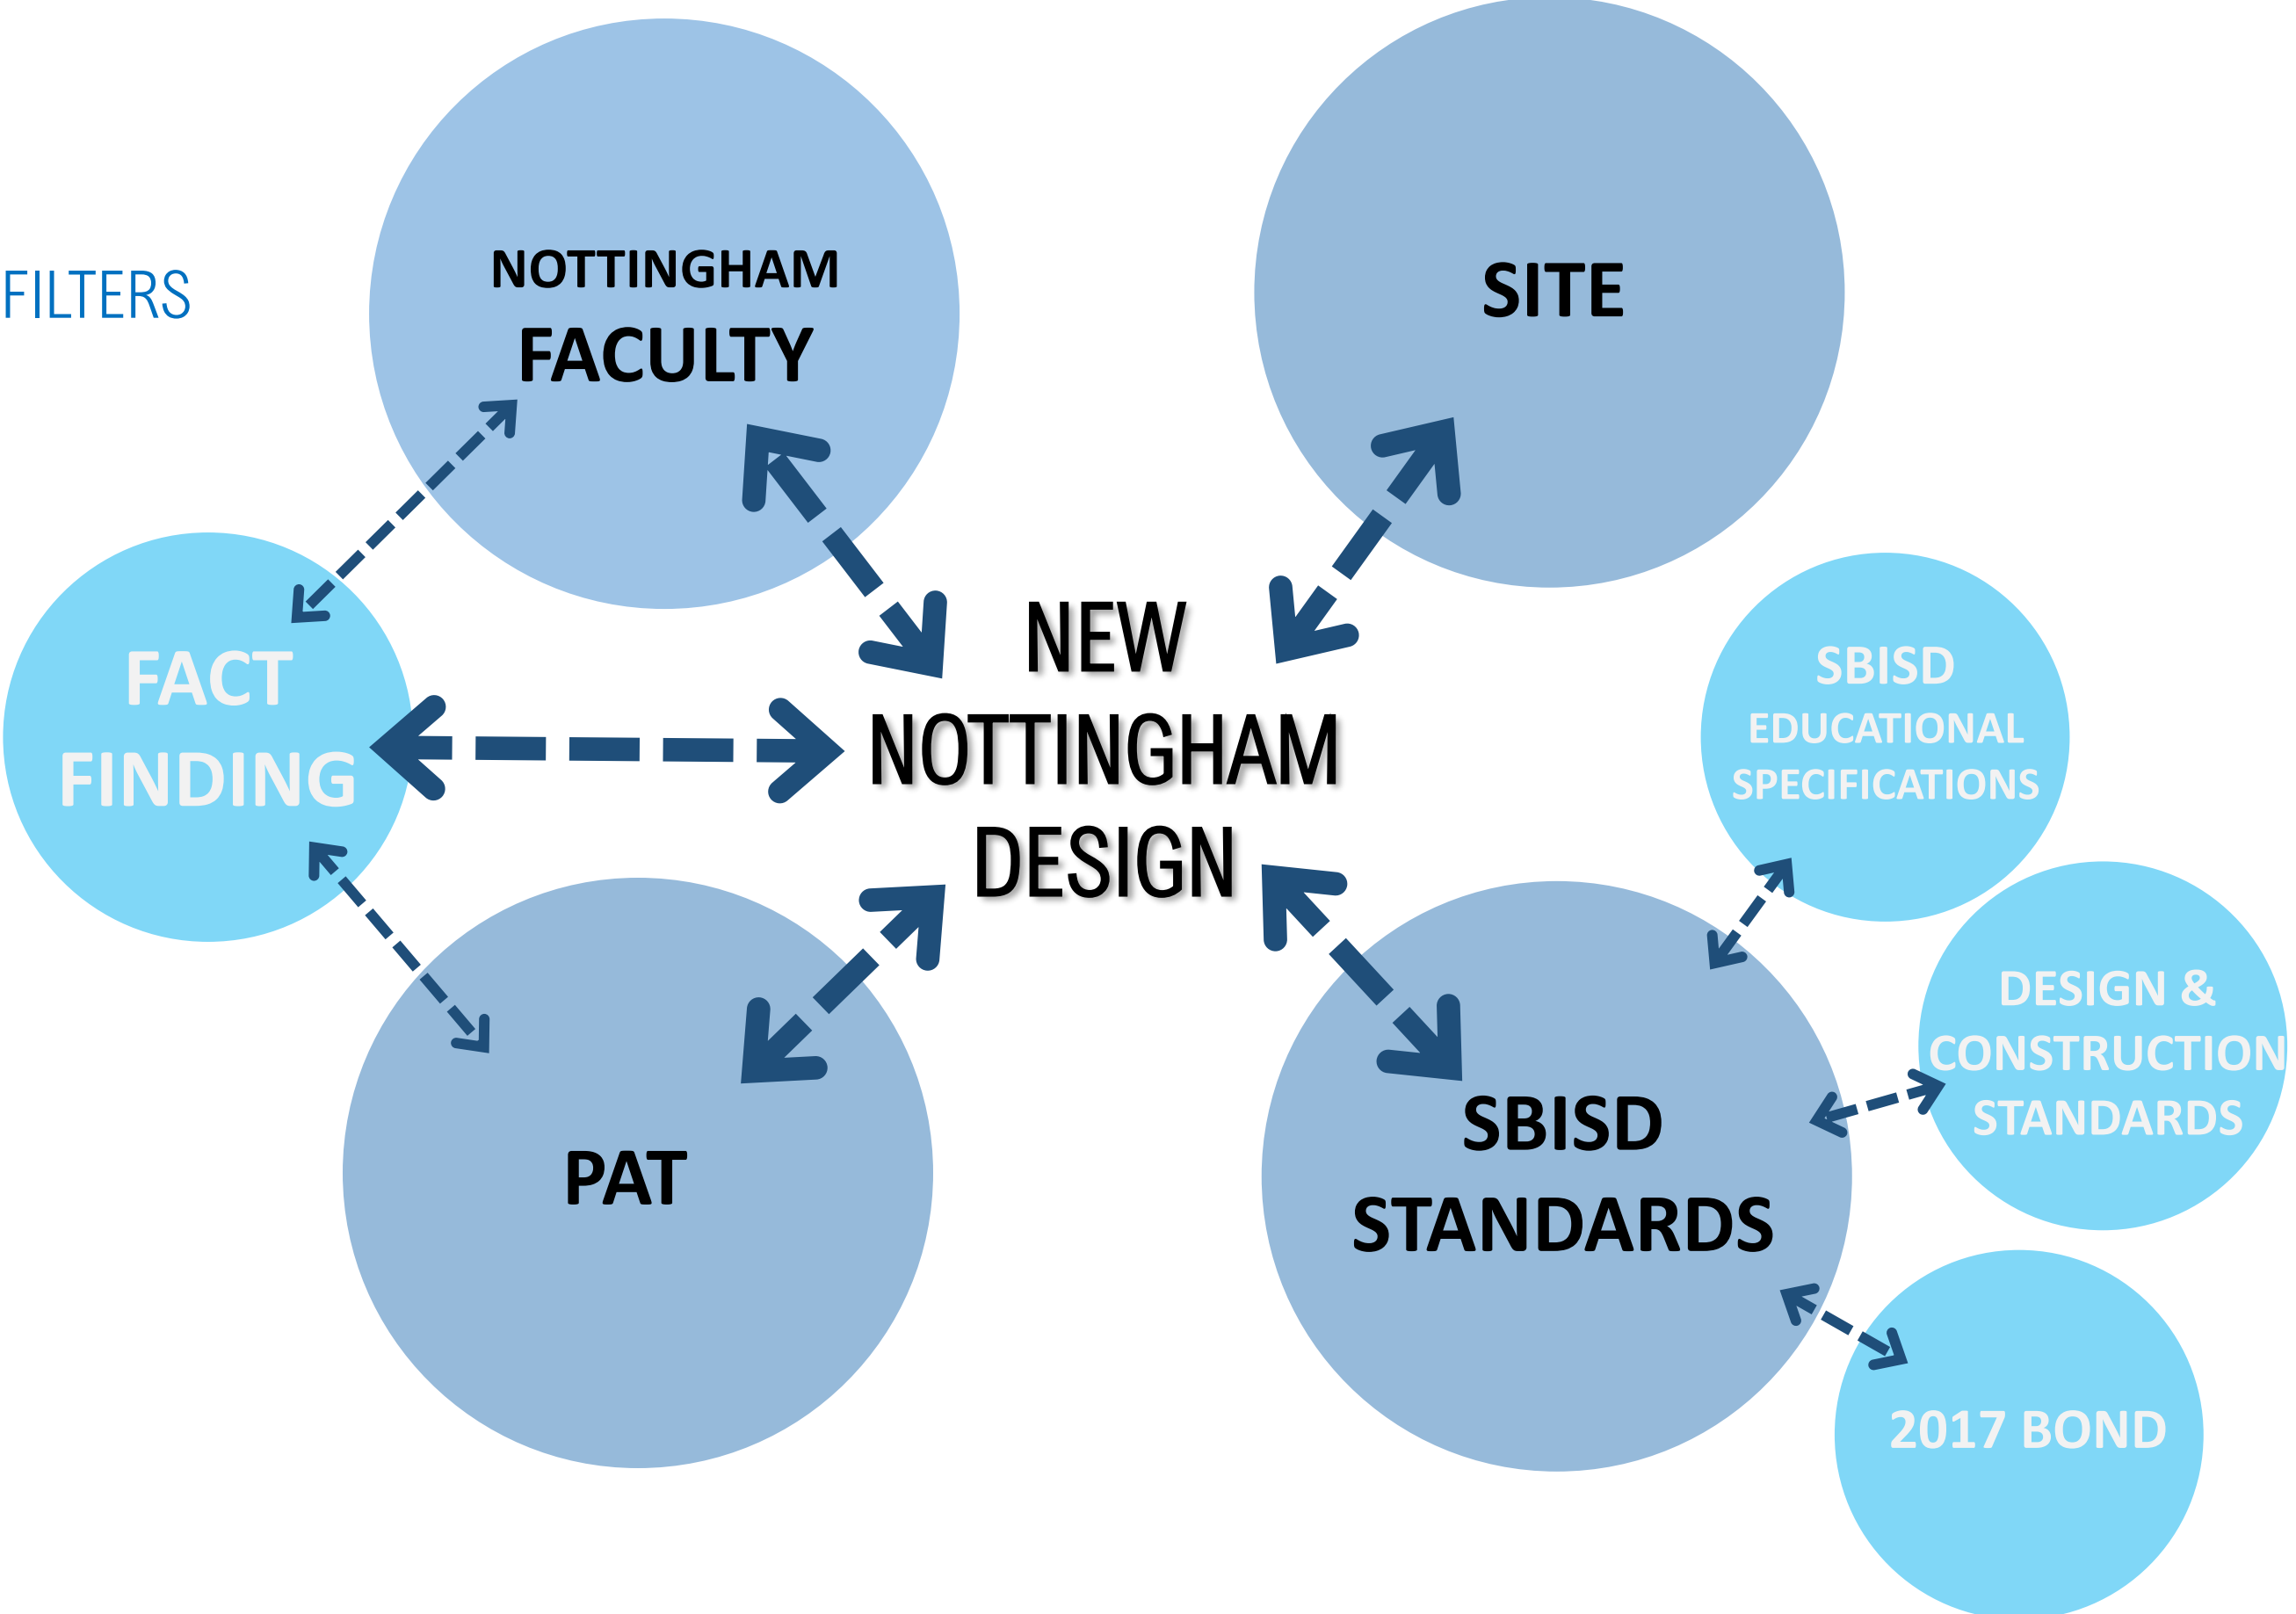 FILTERS
NOTTINGHAM
FACULTY
SITE
FACT
FINDING
NEW
NOTTINGHAM
DESIGN
SBISD
EDUCATIONAL
SPECIFICATIONS
DESIGN &
CONSTRUCTION
STANDARDS
PAT
SBISD
STANDARDS
2017 BOND